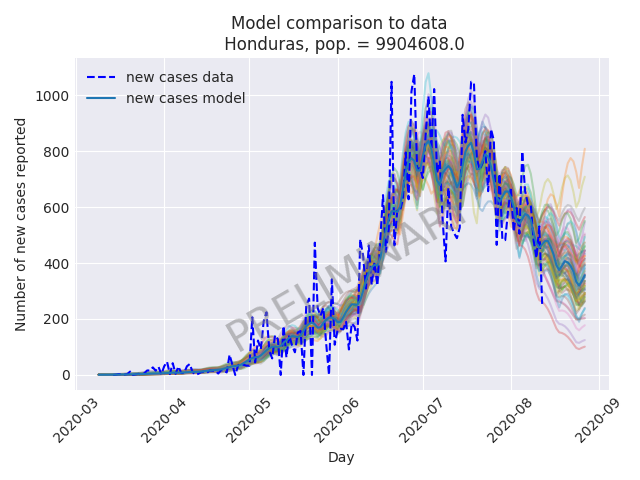 Model comparison to data
Honduras, pop. = 9904608.0
new cases data
new cases model
PRELIMINARY
Number of new cases reported
1000
800
600
400
200
0
2020-03
2020-04
2020-05
2020-06
2020-07
2020-08
2020-09
Day